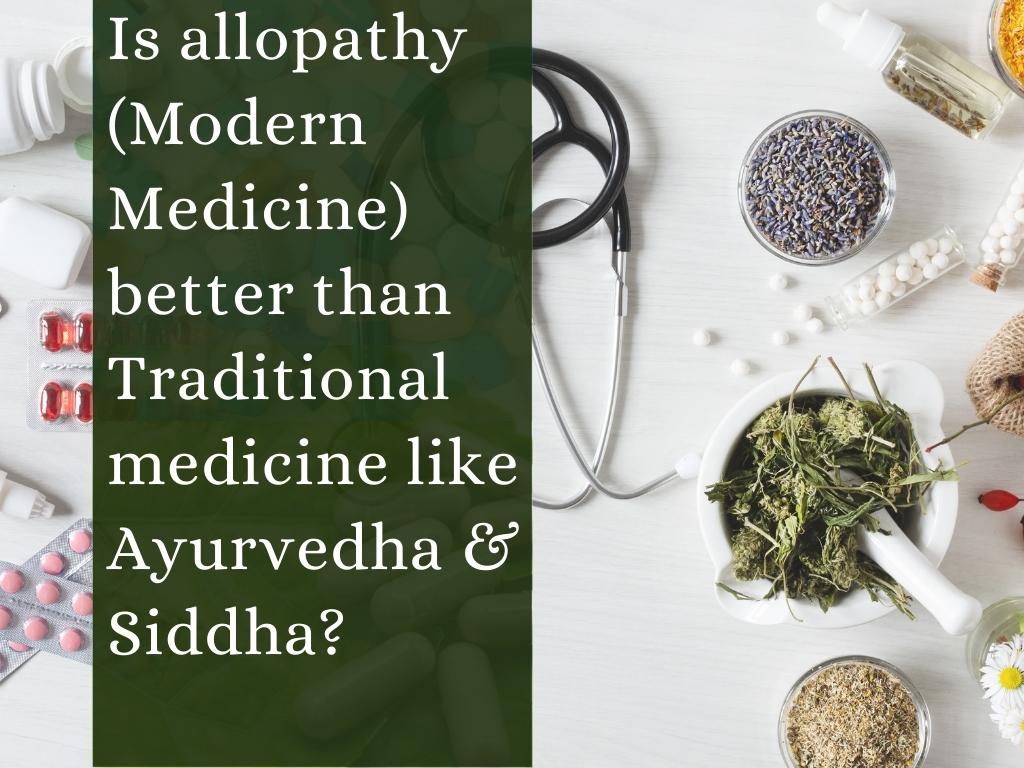 Is allopathy
(Modern
Medicine)
better than
Traditional
medicine like
Ayurvedha &
Siddha?